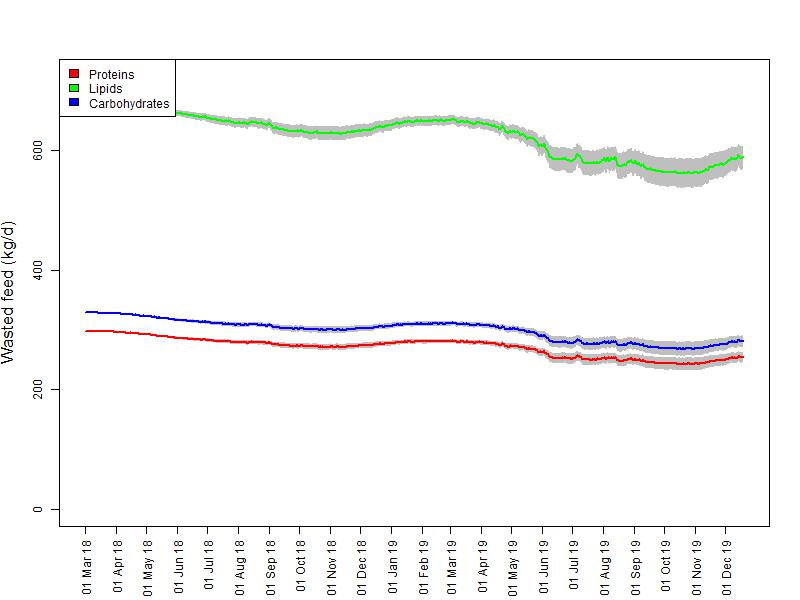 Proteins
Lipids
Carbohydrates
Wasted feed (kg/d)
600
400
200
0
01 Mar 18
01 Apr 18
01 May 18
01 Jun 18
01 Jul 18
01 Aug 18
01 Sep 18
01 Oct 18
01 Nov 18
01 Dec 18
01 Jan 19
01 Feb 19
01 Mar 19
01 Apr 19
01 May 19
01 Jun 19
01 Jul 19
01 Aug 19
01 Sep 19
01 Oct 19
01 Nov 19
01 Dec 19